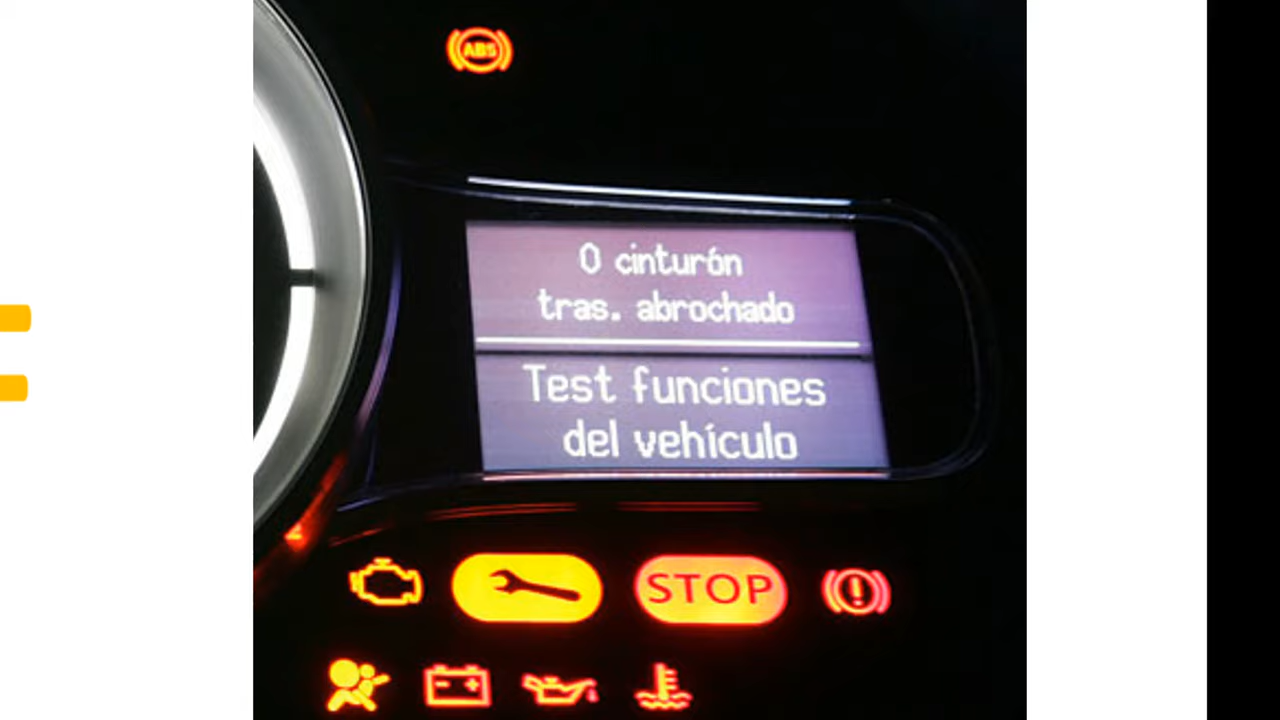 ABS
0 cinturón
tras. abrochado
Test funciones
del vehículo
STOP